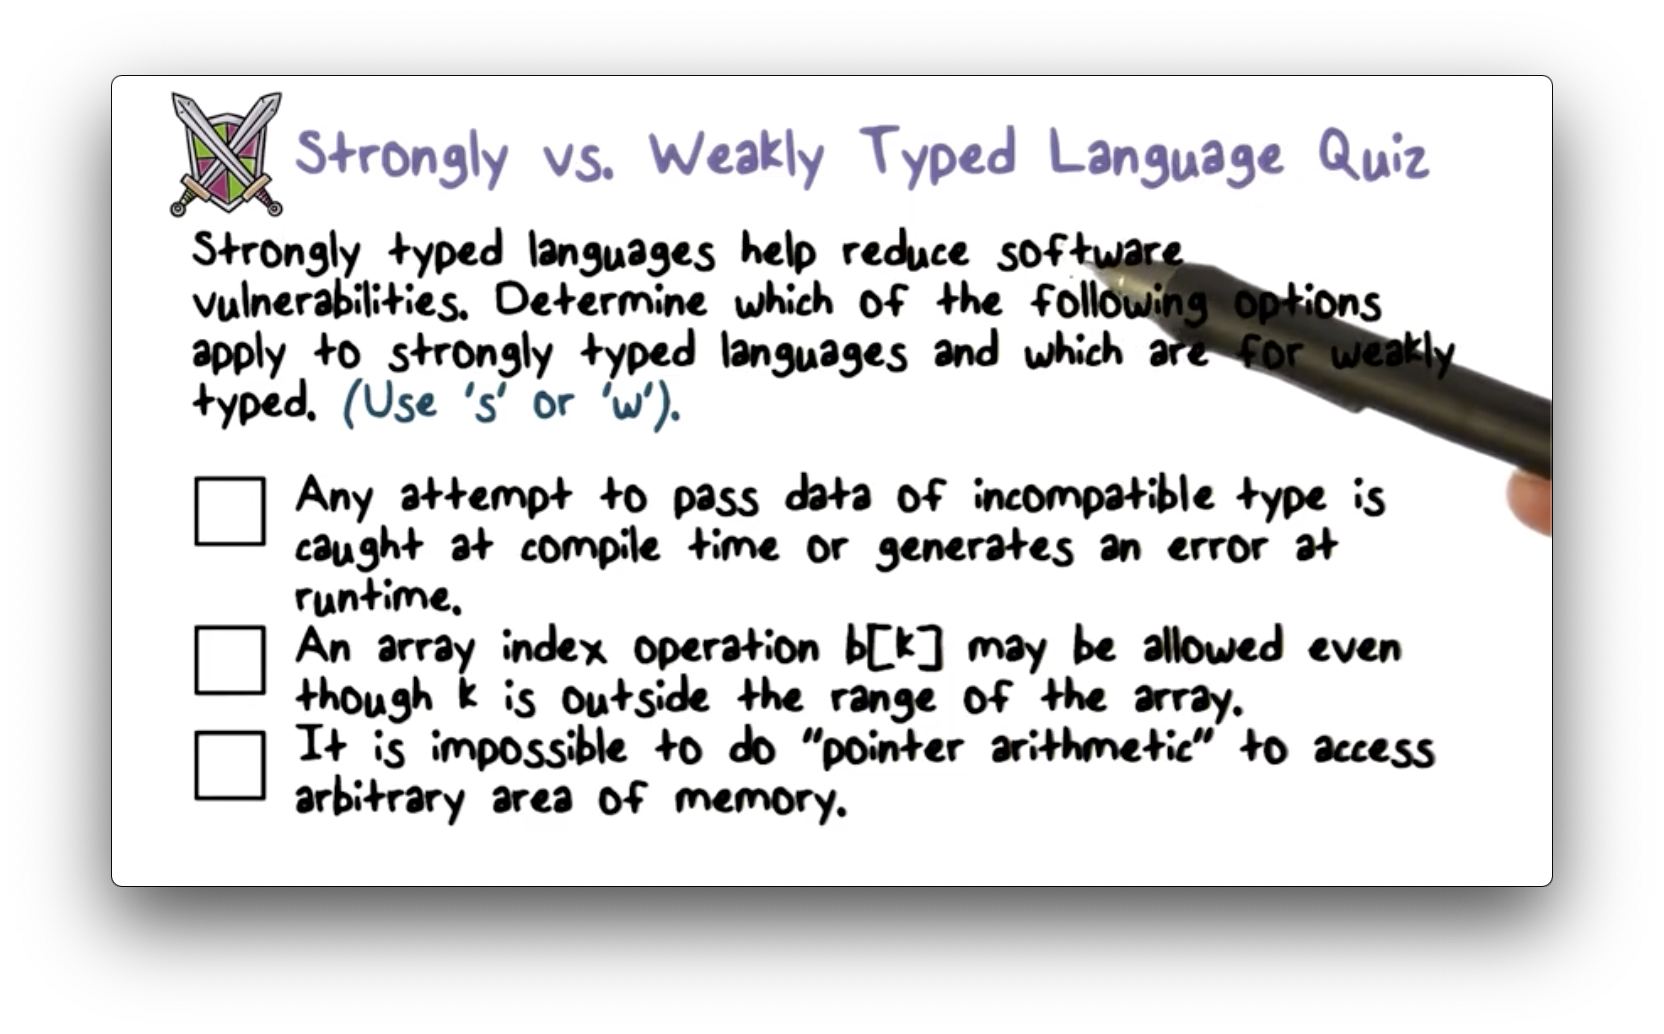 Strongly vs. Weakly Typed Language Quiz
Strongly typed languages help reduce software
vulnerabilities. Determine which of the following options
apply to strongly typed languages and which are for weakly
typed. (Use 's' or 'w').
Any attempt to pass data of incompatible type is
caught at compile time or generates an error at
runtime.
An array index operation b[k] may be allowed even
though k is outside the range of the array.
It is impossible to do "pointer arithmetic" to access
arbitrary area of memory.